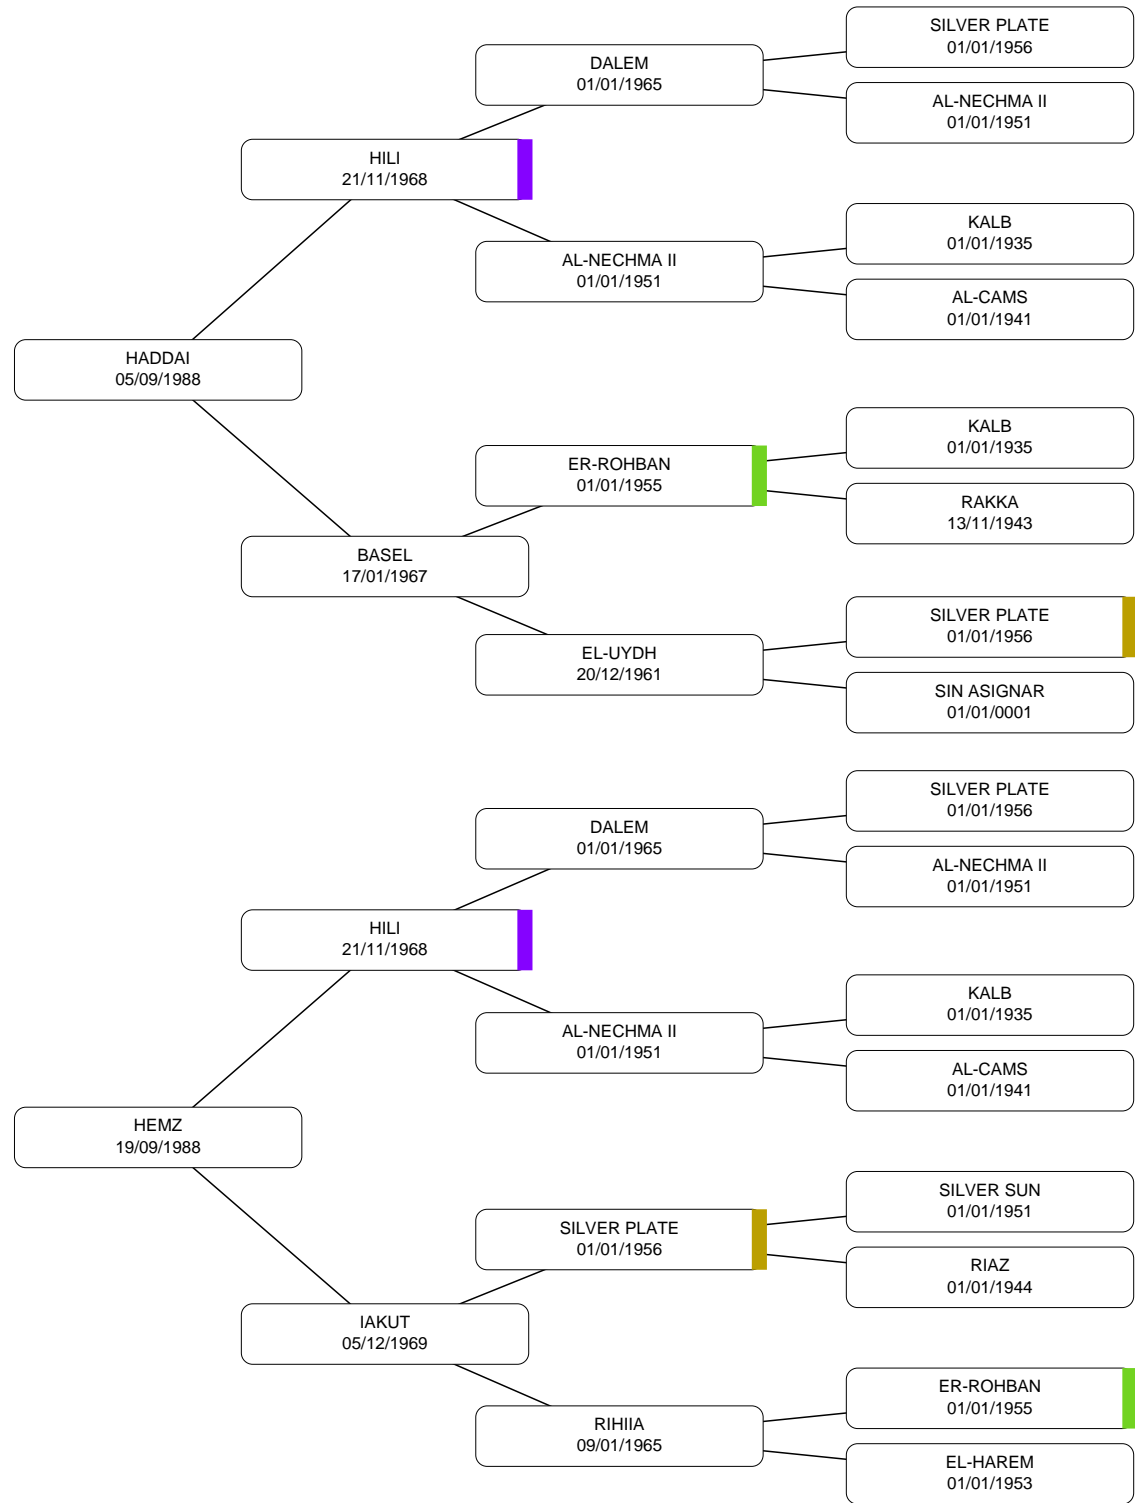 SILVER PLATE
01/01/1956
DALEM
01/01/1965
AL-NECHMA II
01/01/1951
HILI
21/11/1968
KALB
01/01/1935
AL-NECHMA II
01/01/1951
AL-CAMS
01/01/1941
HADDAI
05/09/1988
KALB
01/01/1935
ER-ROHBAN
01/01/1955
RAKKA
13/11/1943
BASEL
17/01/1967
SILVER PLATE
01/01/1956
EL-UYDH
20/12/1961
SIN ASIGNAR
01/01/0001
SILVER PLATE
01/01/1956
DALEM
01/01/1965
AL-NECHMA II
01/01/1951
HILI
21/11/1968
KALB
01/01/1935
AL-NECHMA II
01/01/1951
AL-CAMS
01/01/1941
HEMZ
19/09/1988
SILVER SUN
01/01/1951
SILVER PLATE
01/01/1956
RIAZ
01/01/1944
IAKUT
05/12/1969
ER-ROHBAN
01/01/1955
RIHIIA
09/01/1965
EL-HAREM
01/01/1953